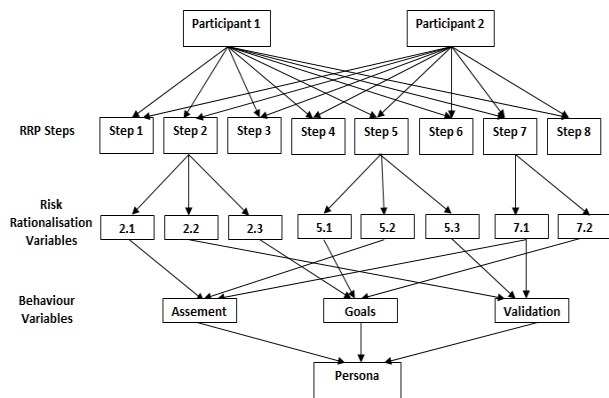 Participant 1
Participant 2
RRP Steps
Step 1
Step 2
Step 3
Step 4
Step 5
Step 6
Step 7
Step 8
Risk
Rationalisation
Variables
2.1
2.2
2.3
5.1
5.2
5.3
7.1
7.2
Behaviour
Variables
Assement
Goals
Validation
Persona